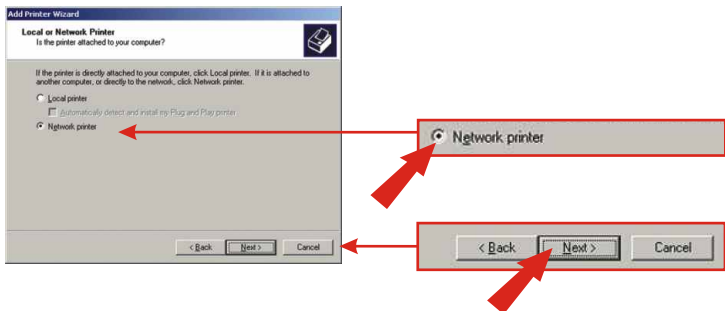 Add Printer Wizard
Local or Network Printer
Is the printer attached to your computer?
If the printer is directly attached to your computer, click Local printer. If it is attached to
another computer, or directly to the network, click Network printer.
Local printer
Automatically detect and install my Plug and Play printer
Network printer
< Back Next > Cancel
Network printer
< Back Next > Cancel